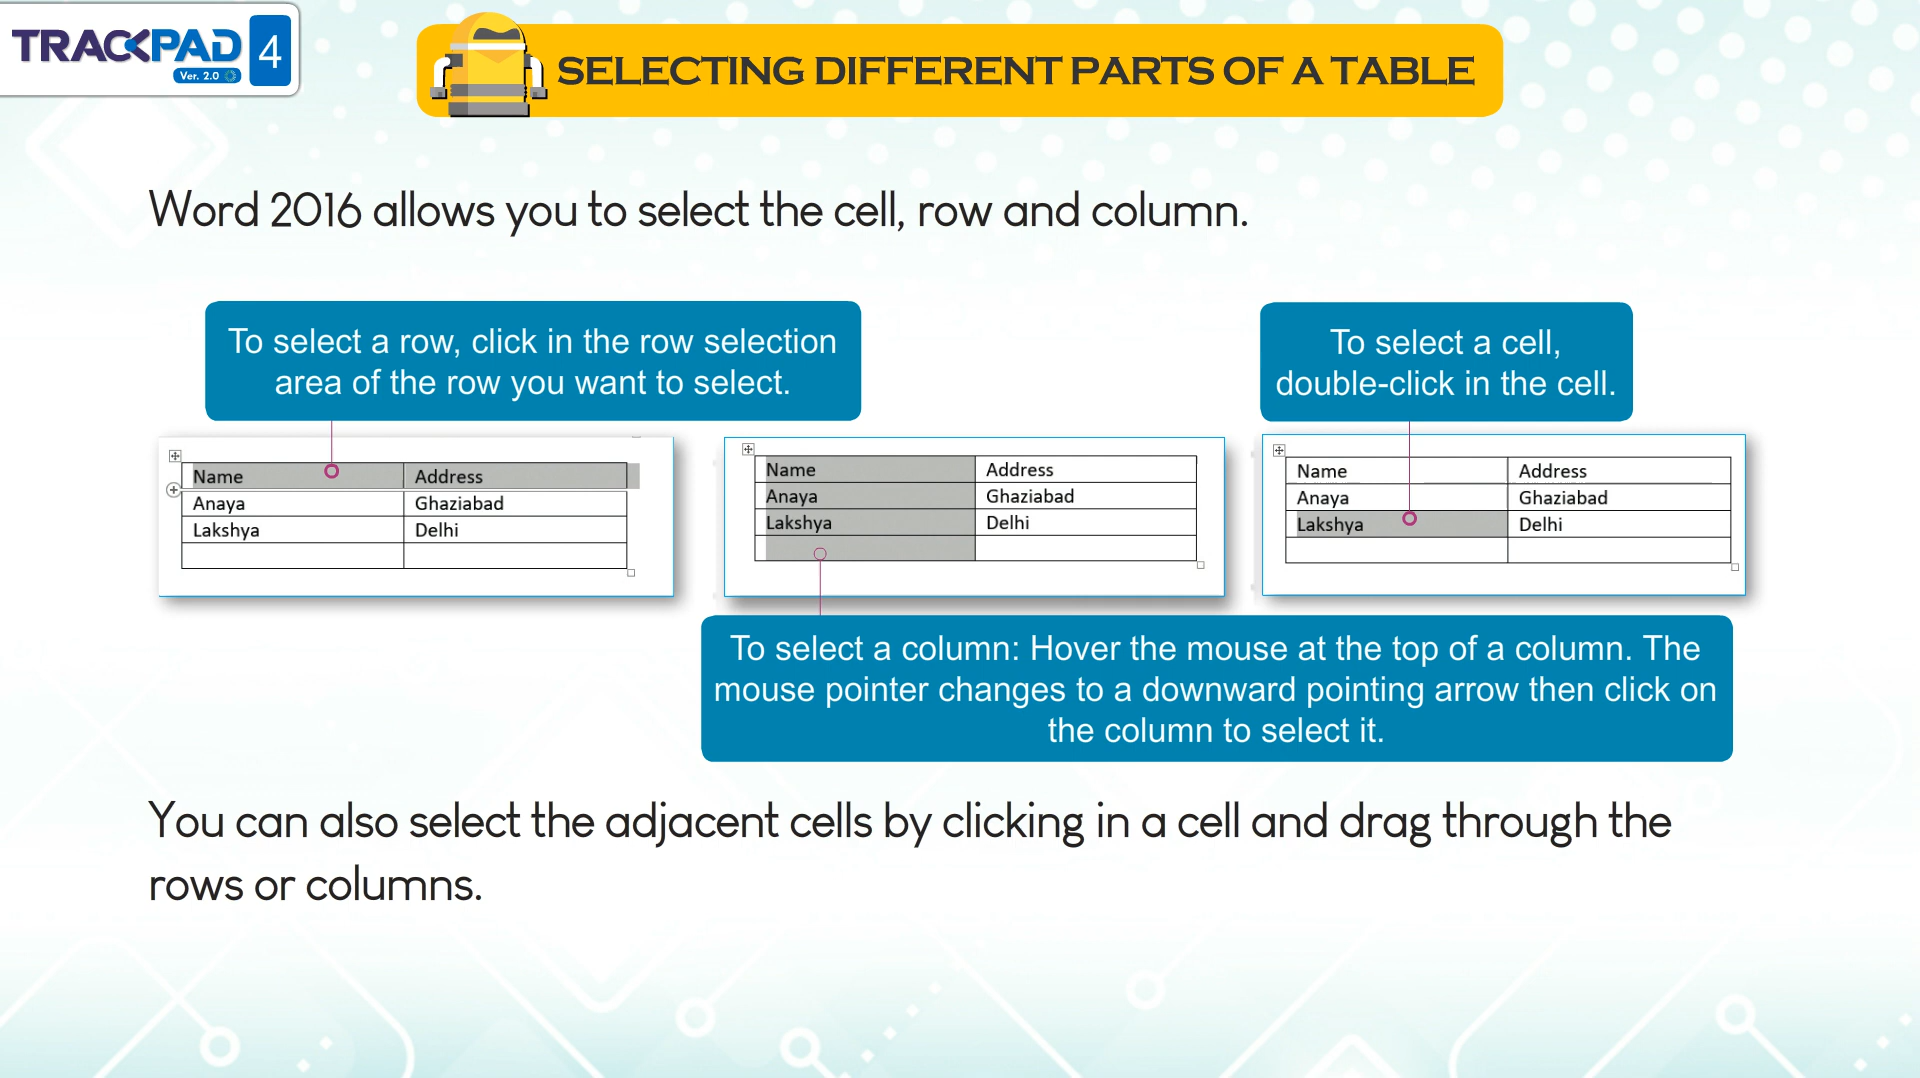 TRACKPAD
Ver. 2.0
4
SELECTING DIFFERENT PARTS OF A TABLE
Word 2016 allows you to select the cell, row and column.
To select a row, click in the row selection
area of the row you want to select.
To select a cell,
double-click in the cell.
Name Address
Anaya Ghaziabad
Lakshya Delhi
Name Address
Anaya Ghaziabad
Lakshya Delhi
Name Address
Anaya Ghaziabad
Lakshya Delhi
To select a column: Hover the mouse at the top of a column. The
mouse pointer changes to a downward pointing arrow then click on
the column to select it.
You can also select the adjacent cells by clicking in a cell and drag through the
rows or columns.